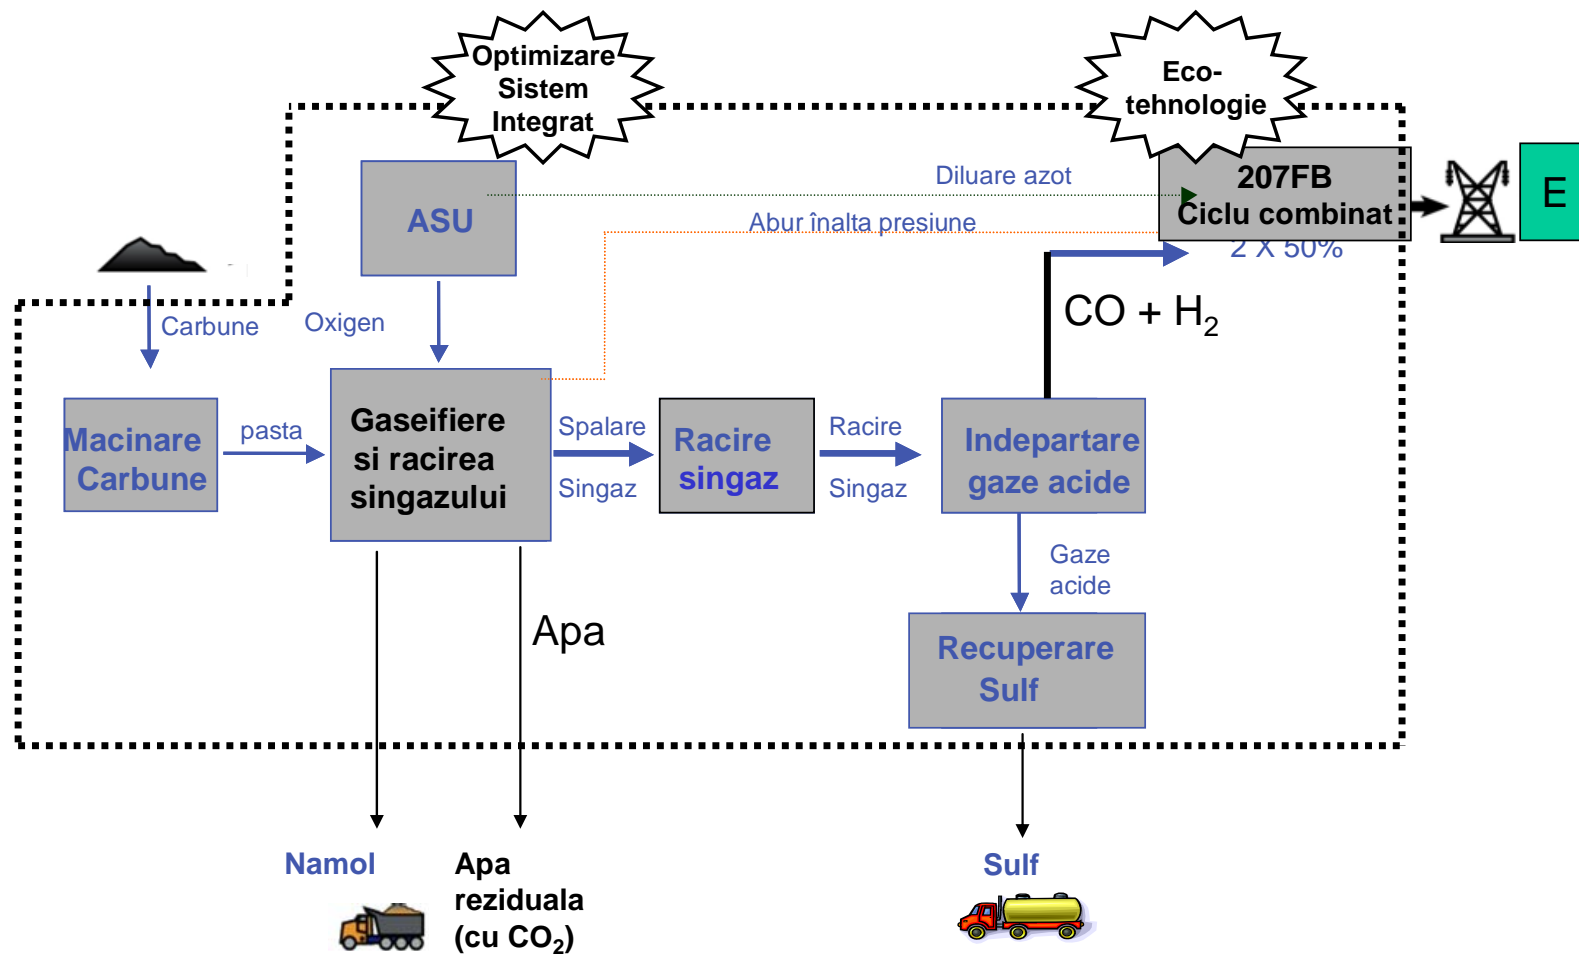 Optimizare
Sistem
Integrat
Eco-
tehnologie
ASU
Diluare azot
Abur înalta presiune
207FB
Ciclu combinat
2 X 50%
E
Carbune
Oxigen
CO + H₂
Macinare
Carbune
pasta
Gaseifiere
si racirea
singazului
Spalare
Singaz
Racire
singaz
Racire
Singaz
Indepartare
gaze acide
Gaze
acide
Apa
Recuperare
Sulf
Namol
Apa
reziduala
(cu CO₂)
Sulf